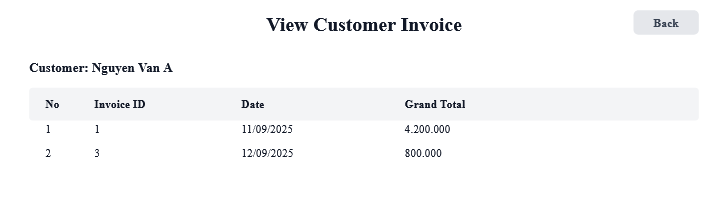 View Customer Invoice
Back
Customer: Nguyen Van A
No Invoice ID Date Grand Total
1 1 11/09/2025 4.200.000
2 3 12/09/2025 800.000